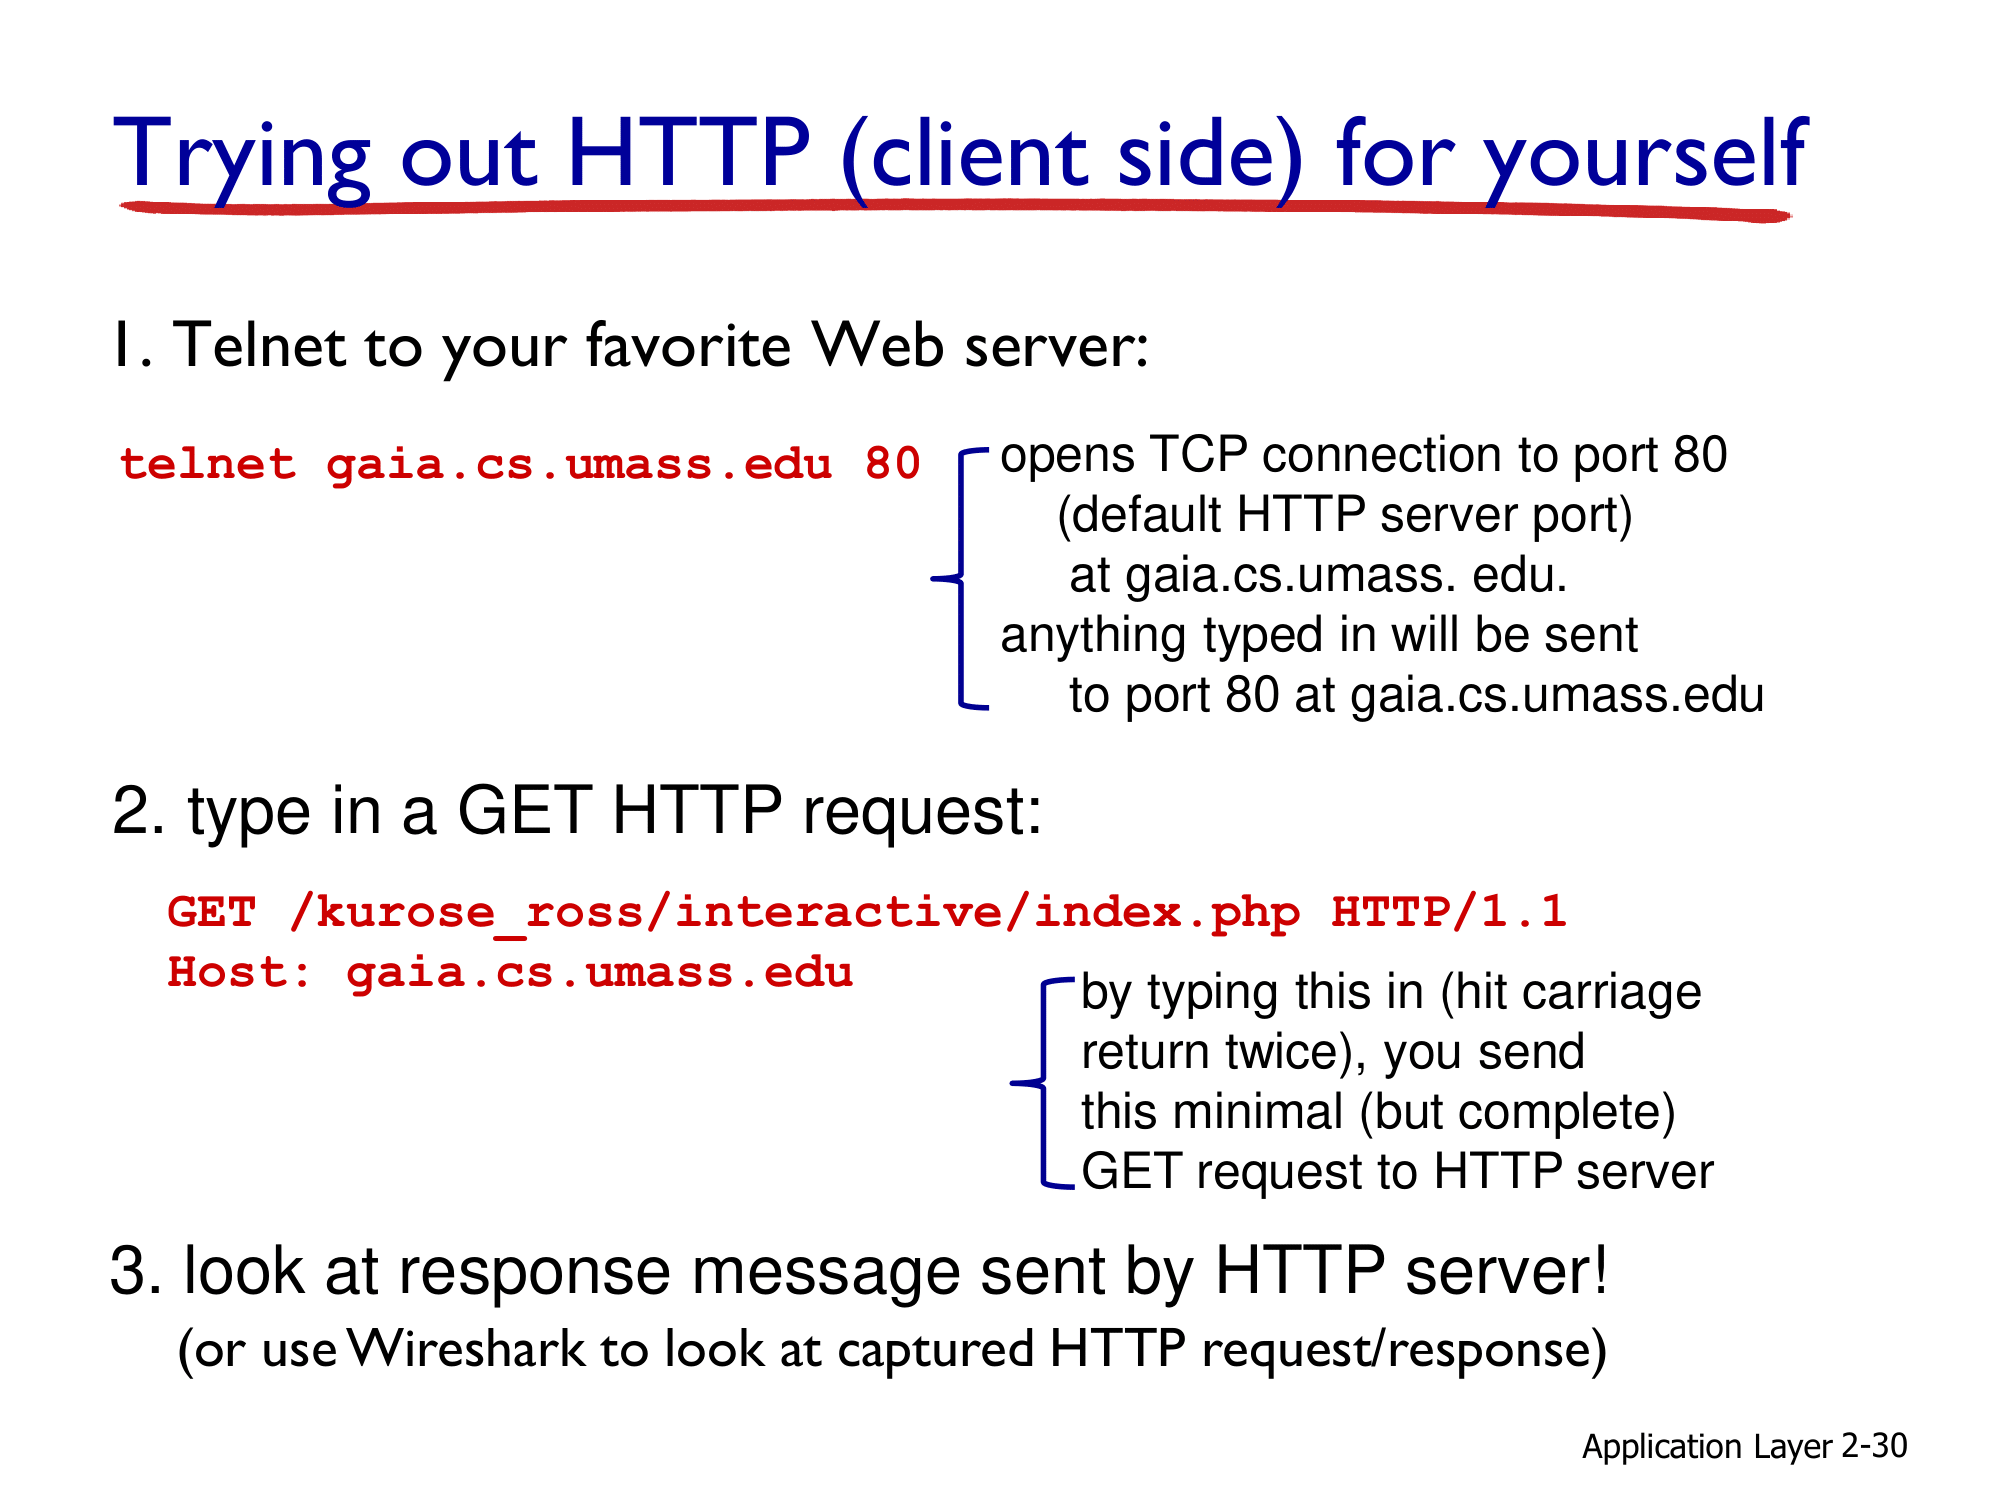 Trying out HTTP (client side) for yourself
1. Telnet to your favorite Web server:
telnet gaia.cs.umass.edu 80
opens TCP connection to port 80
(default HTTP server port)
at gaia.cs.umass. edu.
anything typed in will be sent
to port 80 at gaia.cs.umass.edu
2. type in a GET HTTP request:
GET /kurose_ross/interactive/index.php HTTP/1.1
Host: gaia.cs.umass.edu
by typing this in (hit carriage
return twice), you send
this minimal (but complete)
GET request to HTTP server
3. look at response message sent by HTTP server!
(or use Wireshark to look at captured HTTP request/response)
Application Layer 2-30